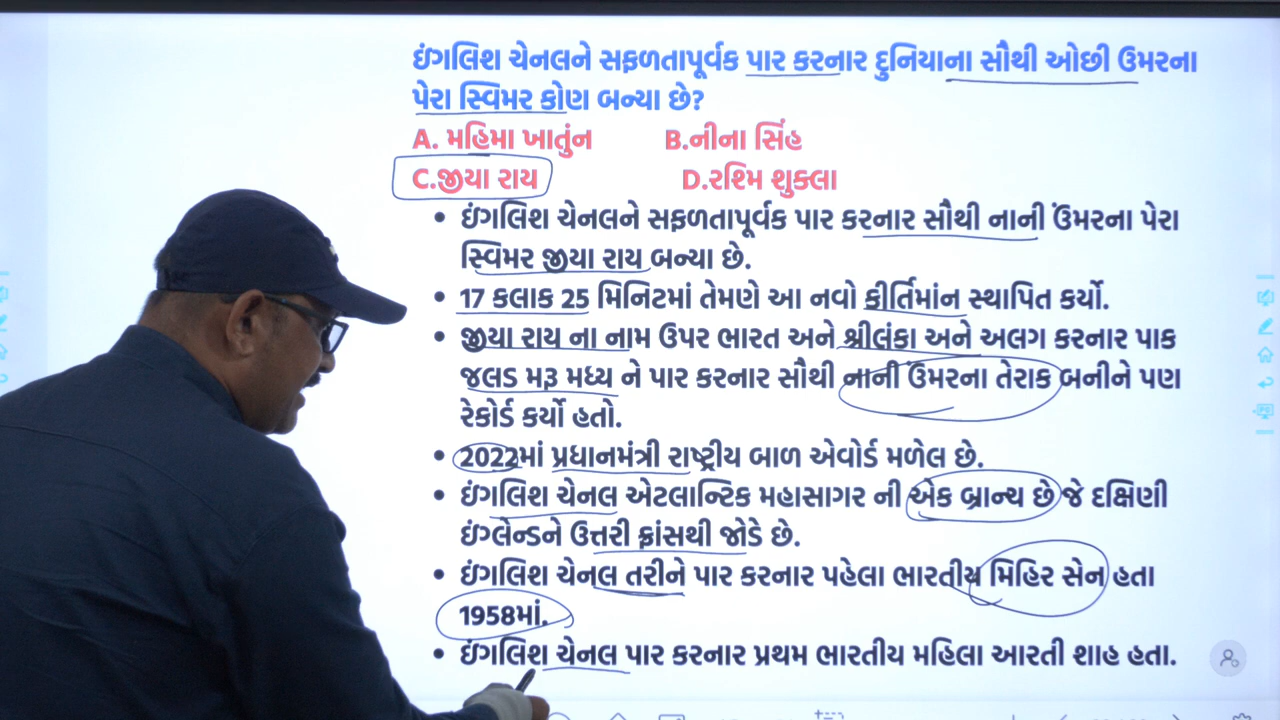 ઇંગલિશ ચેનલને સફળતાપૂર્વક પાર કરનાર દુનિયાના સૌથી ઓછી ઉમરના
પેરા સ્વિમર કોણ બન્યા છે?
A. મહિમા ખાતુંન B.નીના સિંહ
C.જીયા રાય D.રશ્મિ શુક્લા
• ઇંગલિશ ચેનલને સફળતાપૂર્વક પાર કરનાર સૌથી નાની ઉંમરના પેરા
સ્વિમર જીયા રાય બન્યા છે.
• 17 કલાક 25 મિનિટમાં તેમણે આ નવો કીર્તિમાંન સ્થાપિત કર્યો.
• જીયા રાય ના નામ ઉપર ભારત અને શ્રીલંકા અને અલગ કરનાર પાક
જલડ મરૂ મધ્ય ને પાર કરનાર સૌથી નાની ઉંમરના તેરાક બનીને પણ
રેકોર્ડ કર્યો હતો.
• 2022માં પ્રધાનમંત્રી રાષ્ટ્રીય બાળ એવોર્ડ મળેલ છે.
• ઇંગલિશ ચેનલ એટલાન્ટિક મહાસાગર ની એક બ્રાન્ચ છે જે દક્ષિણી
ઇંગ્લેન્ડને ઉત્તરી ફ્રાંસથી જોડે છે.
• ઇંગલિશ ચેનલ તરીને પાર કરનાર પહેલા ભારતીય મિહિર સેન હતા
1958માં.
• ઇંગલિશ ચેનલ પાર કરનાર પ્રથમ ભારતીય મહિલા આરતી શાહ હતા.